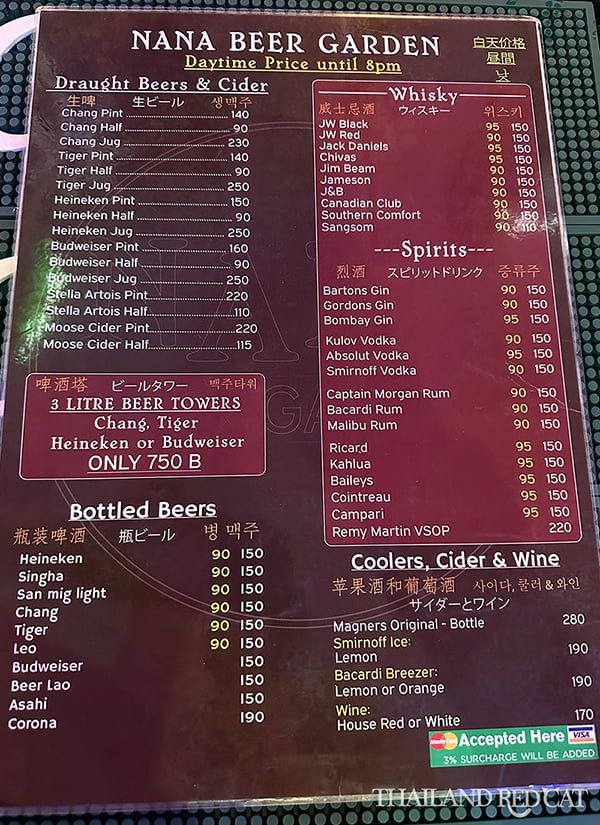 NANA BEER GARDEN
Daytime Price until 8pm
白天价格
昼間
낮
Draught Beers & Cider
生啤 生ビール 생맥주
Chang Pint 140
Chang Half 90
Chang Jug 230
Tiger Pint 140
Tiger Half 90
Tiger Jug 250
Heineken Pint 150
Heineken Half 90
Heineken Jug 250
Budweiser Pint 160
Budweiser Half 90
Budweiser Jug 250
Stella Artois Pint 220
Stella Artois Half 110
Moose Cider Pint 220
Moose Cider Half 115
啤酒塔 ビールタワー 맥주타워
3 LITRE BEER TOWERS
Chang, Tiger
Heineken or Budweiser
ONLY 750 B
Bottled Beers
瓶装啤酒 瓶ビール 병 맥주
Heineken 90 150
Singha 90 150
San mig light 90 150
Chang 90 150
Tiger 90 150
Leo 90 150
Budweiser 150
Beer Lao 150
Asahi 150
Corona 190
Whisky
威士忌酒 ウィスキー 위스키
JW Black 95 150
JW Red 90 150
Jack Daniels 95 150
Chivas 95 150
Jim Beam 90 150
Jameson 95 150
J&B 90 150
Canadian Club 90 150
Southern Comfort 90 150
Sangsom 90 110
---Spirits---
烈酒 スピリットドリンク 증류주
Bartons Gin 90 150
Gordons Gin 90 150
Bombay Gin 95 150
Kulov Vodka 90 150
Absolut Vodka 95 150
Smirnoff Vodka 90 150
Captain Morgan Rum 90 150
Bacardi Rum 90 150
Malibu Rum 90 150
Ricard 95 150
Kahlua 95 150
Baileys 95 150
Cointreau 95 150
Campari 95 150
Remy Martin VSOP 220
Coolers, Cider & Wine
苹果酒和葡萄酒 사이다, 쿨러 & 와인
サイダーとワイン
Magners Original - Bottle 280
Smirnoff Ice:
Lemon 190
Bacardi Breezer:
Lemon or Orange 190
Wine:
House Red or White 170
MasterCard Accepted Here VISA
3% SURCHARGE WILL BE ADDED
THAILAND REDCAT